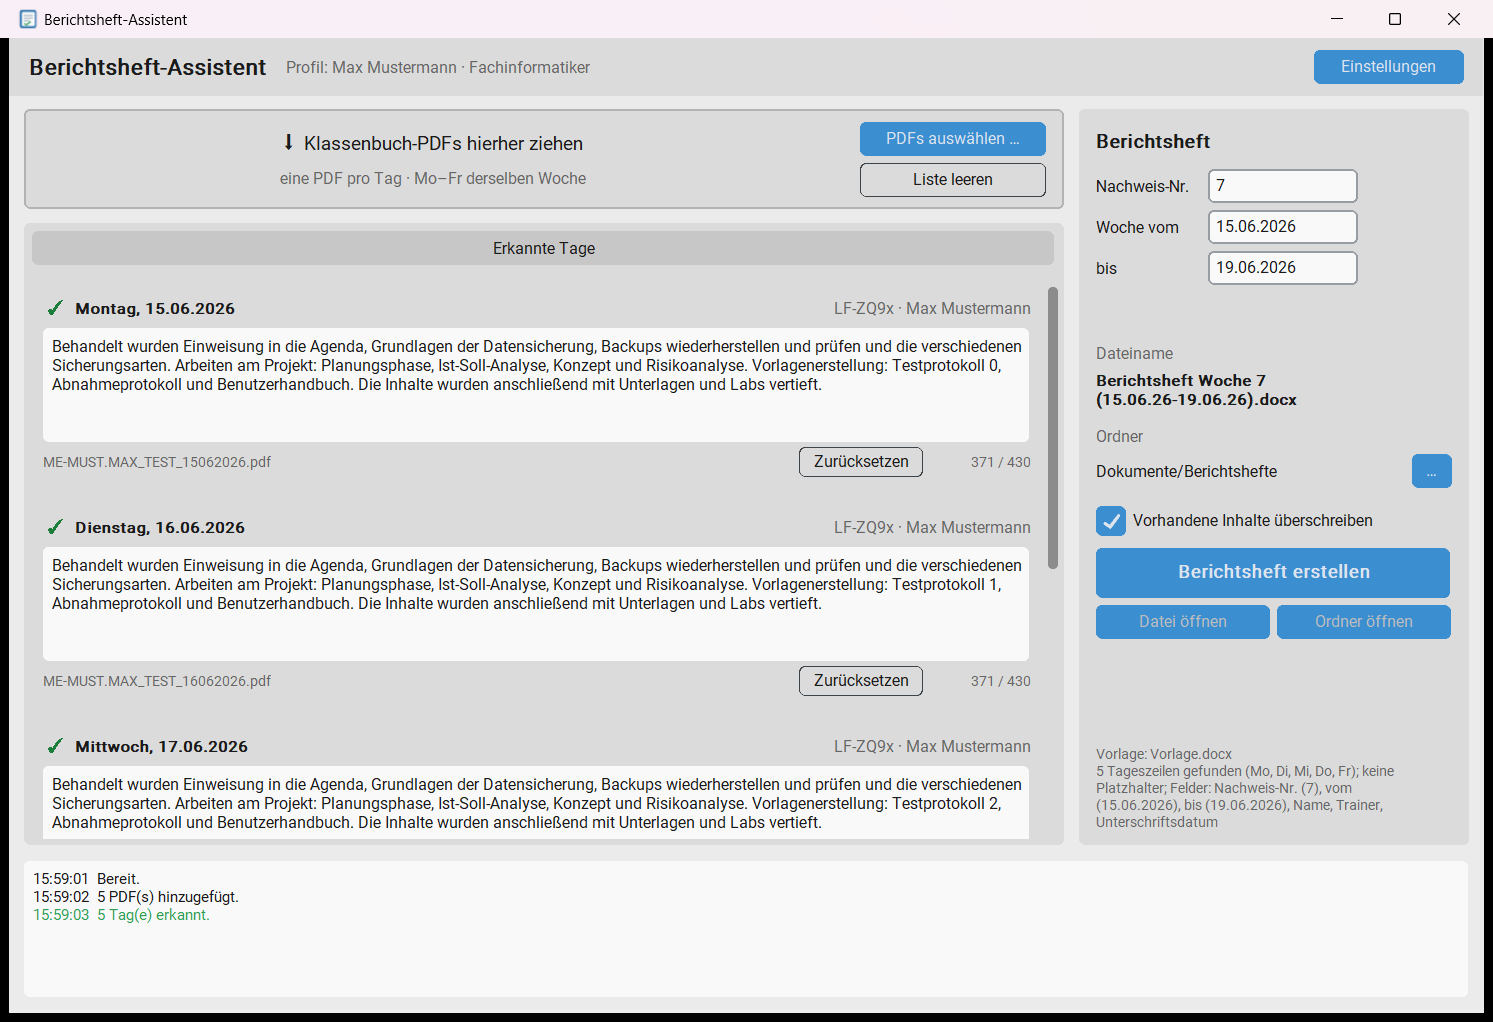 Berichtsheft-Assistent
Berichtsheft-Assistent
Profil: Max Mustermann · Fachinformatiker
Einstellungen
⬇ Klassenbuch-PDFs hierher ziehen
eine PDF pro Tag · Mo–Fr derselben Woche
PDFs auswählen …
Liste leeren
Erkannte Tage
✓ Montag, 15.06.2026
LF-ZQ9x · Max Mustermann
Behandelt wurden Einweisung in die Agenda, Grundlagen der Datensicherung, Backups wiederherstellen und prüfen und die verschiedenen
Sicherungsarten. Arbeiten am Projekt: Planungsphase, Ist-Soll-Analyse, Konzept und Risikoanalyse. Vorlagenerstellung: Testprotokoll 0,
Abnahmeprotokoll und Benutzerhandbuch. Die Inhalte wurden anschließend mit Unterlagen und Labs vertieft.
ME-MUST.MAX_TEST_15062026.pdf
Zurücksetzen
371 / 430
✓ Dienstag, 16.06.2026
LF-ZQ9x · Max Mustermann
Behandelt wurden Einweisung in die Agenda, Grundlagen der Datensicherung, Backups wiederherstellen und prüfen und die verschiedenen
Sicherungsarten. Arbeiten am Projekt: Planungsphase, Ist-Soll-Analyse, Konzept und Risikoanalyse. Vorlagenerstellung: Testprotokoll 1,
Abnahmeprotokoll und Benutzerhandbuch. Die Inhalte wurden anschließend mit Unterlagen und Labs vertieft.
ME-MUST.MAX_TEST_16062026.pdf
Zurücksetzen
371 / 430
✓ Mittwoch, 17.06.2026
LF-ZQ9x · Max Mustermann
Behandelt wurden Einweisung in die Agenda, Grundlagen der Datensicherung, Backups wiederherstellen und prüfen und die verschiedenen
Sicherungsarten. Arbeiten am Projekt: Planungsphase, Ist-Soll-Analyse, Konzept und Risikoanalyse. Vorlagenerstellung: Testprotokoll 2,
Abnahmeprotokoll und Benutzerhandbuch. Die Inhalte wurden anschließend mit Unterlagen und Labs vertieft.
Berichtsheft
Nachweis-Nr.
7
Woche vom
15.06.2026
bis
19.06.2026
Dateiname
Berichtsheft Woche 7
(15.06.26-19.06.26).docx
Ordner
Dokumente/Berichtshefte
...
Vorhandene Inhalte überschreiben
Berichtsheft erstellen
Datei öffnen
Ordner öffnen
Vorlage: Vorlage.docx
5 Tageszeilen gefunden (Mo, Di, Mi, Do, Fr); keine
Platzhalter; Felder: Nachweis-Nr. (7), vom
(15.06.2026), bis (19.06.2026), Name, Trainer,
Unterschriftsdatum
15:59:01 Bereit.
15:59:02 5 PDF(s) hinzugefügt.
15:59:03 5 Tag(e) erkannt.